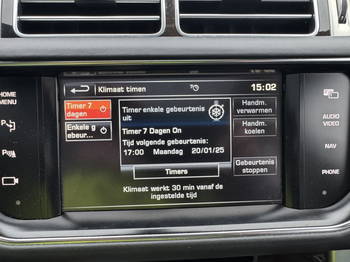 HOME
MENU
Klimaat timen
15:02
Timer 7
dagen
Enkele g
ebeur...
Timer enkele gebeurtenis
uit
Timer 7 Dagen On
Tijd volgende gebeurtenis:
17:00 Maandag 20/01/25
Timers
Klimaat werkt 30 min vanaf de
ingestelde tijd
Handm.
verwarmen
Handm.
koelen
Gebeurtenis
stoppen
AUDIO
VIDEO
NAV
PHONE